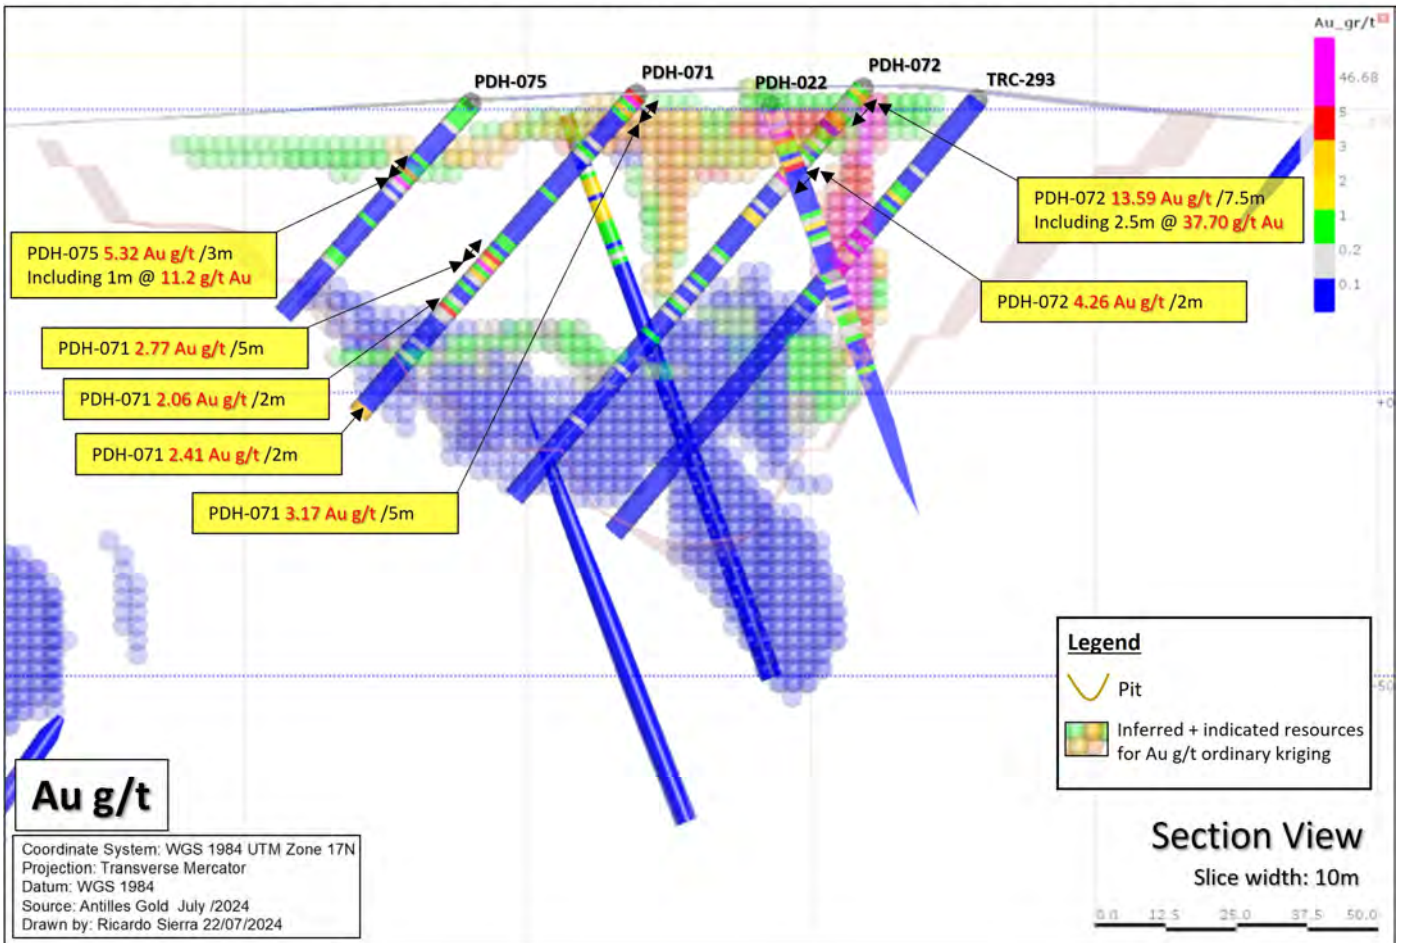 Au_gr/t
46.68
5
3
2
1
0.2
0.1
PDH-075
PDH-071
PDH-022
PDH-072
TRC-293
PDH-075 5.32 Au g/t /3m
Including 1m @ 11.2 g/t Au
PDH-071 2.77 Au g/t /5m
PDH-071 2.06 Au g/t /2m
PDH-071 2.41 Au g/t /2m
PDH-071 3.17 Au g/t /5m
PDH-072 13.59 Au g/t /7.5m
Including 2.5m @ 37.70 g/t Au
PDH-072 4.26 Au g/t /2m
+0
-50
Legend
Pit
Inferred + indicated resources
for Au g/t ordinary kriging
Au g/t
Coordinate System: WGS 1984 UTM Zone 17N
Projection: Transverse Mercator
Datum: WGS 1984
Source: Antilles Gold July /2024
Drawn by: Ricardo Sierra 22/07/2024
Section View
Slice width: 10m
0.0 12.5 25.0 37.5 50.0